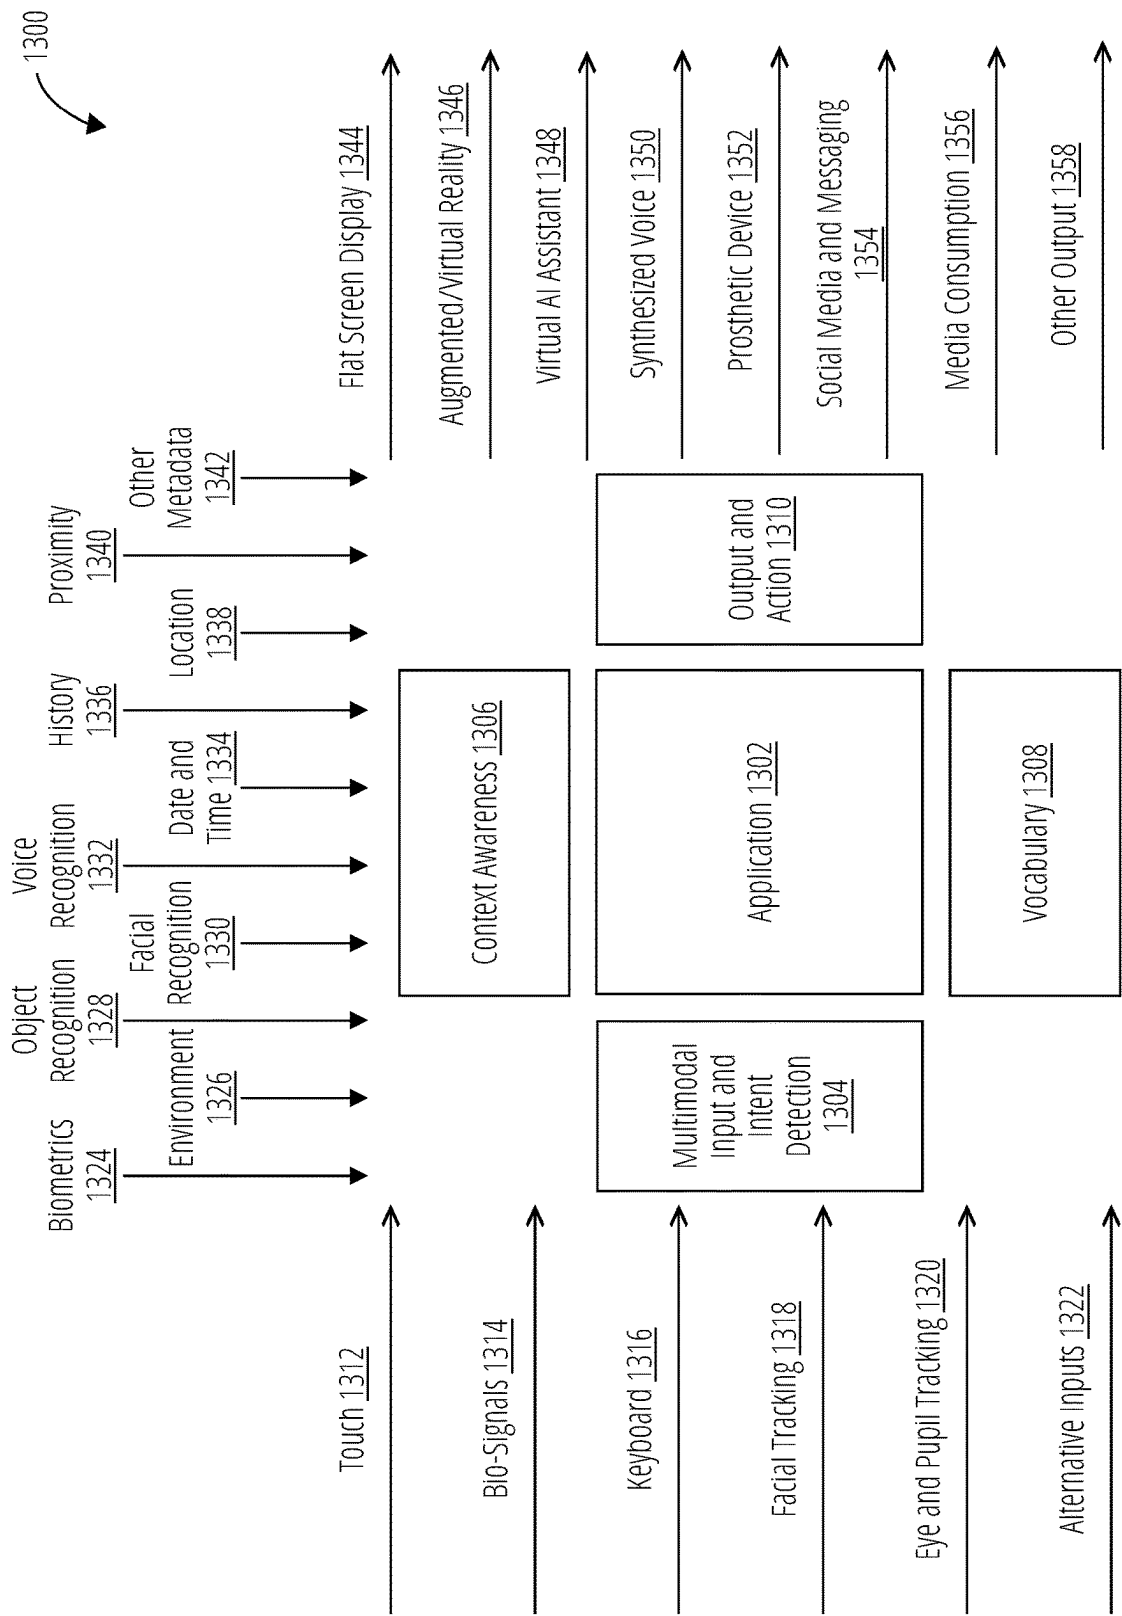 1300
Object
Recognition
1328
Voice
Recognition
1332
Biometrics
1324
History
1336
Proximity
1340
Environment
1326
Facial
Recognition
1330
Date and
Time 1334
Location
1338
Other
Metadata
1342
Touch 1312
Bio-Signals 1314
Keyboard 1316
Facial Tracking 1318
Eye and Pupil Tracking 1320
Alternative Inputs 1322
Multimodal
Input and
Intent
Detection
1304
Context Awareness 1306
Application 1302
Vocabulary 1308
Output and
Action 1310
Flat Screen Display 1344
Augmented/Virtual Reality 1346
Virtual AI Assistant 1348
Synthesized Voice 1350
Prosthetic Device 1352
Social Media and Messaging
1354
Media Consumption 1356
Other Output 1358